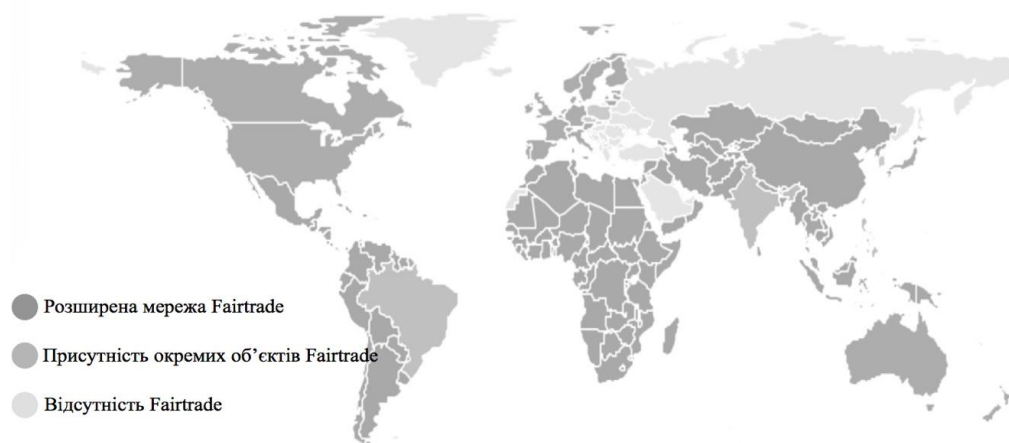 Розширена мережа Fairtrade
Присутність окремих об’єктів Fairtrade
Відсутність Fairtrade